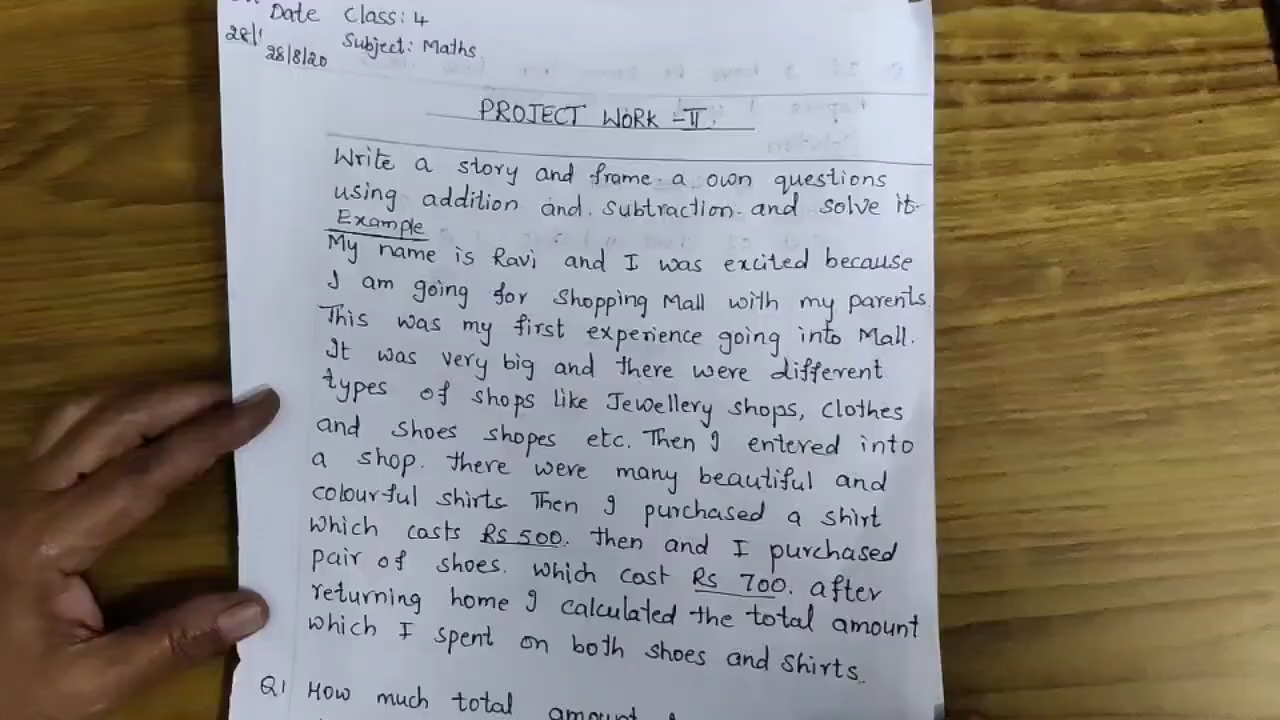 Date Class: 4
28/
28/8/20 Subject: Maths
PROJECT WORK -II
Write a story and frame a own questions
using addition and. subtraction. and solve it.
Example
My name is Ravi and I was excited because
I am going for Shopping Mall with my parents.
This was my first experience going into Mall.
It was very big and there were different
types of shops like Jewellery shops, clothes
and shoes shopes etc. Then I entered into
a shop. there were many beautiful and
colourful shirts Then I purchased a shirt
which casts Rs 500. then and I purchased
pair of shoes. which cost Rs 700. after
returning home I calculated the total amount
which I spent on both shoes and shirts.
Q1 How much total amount